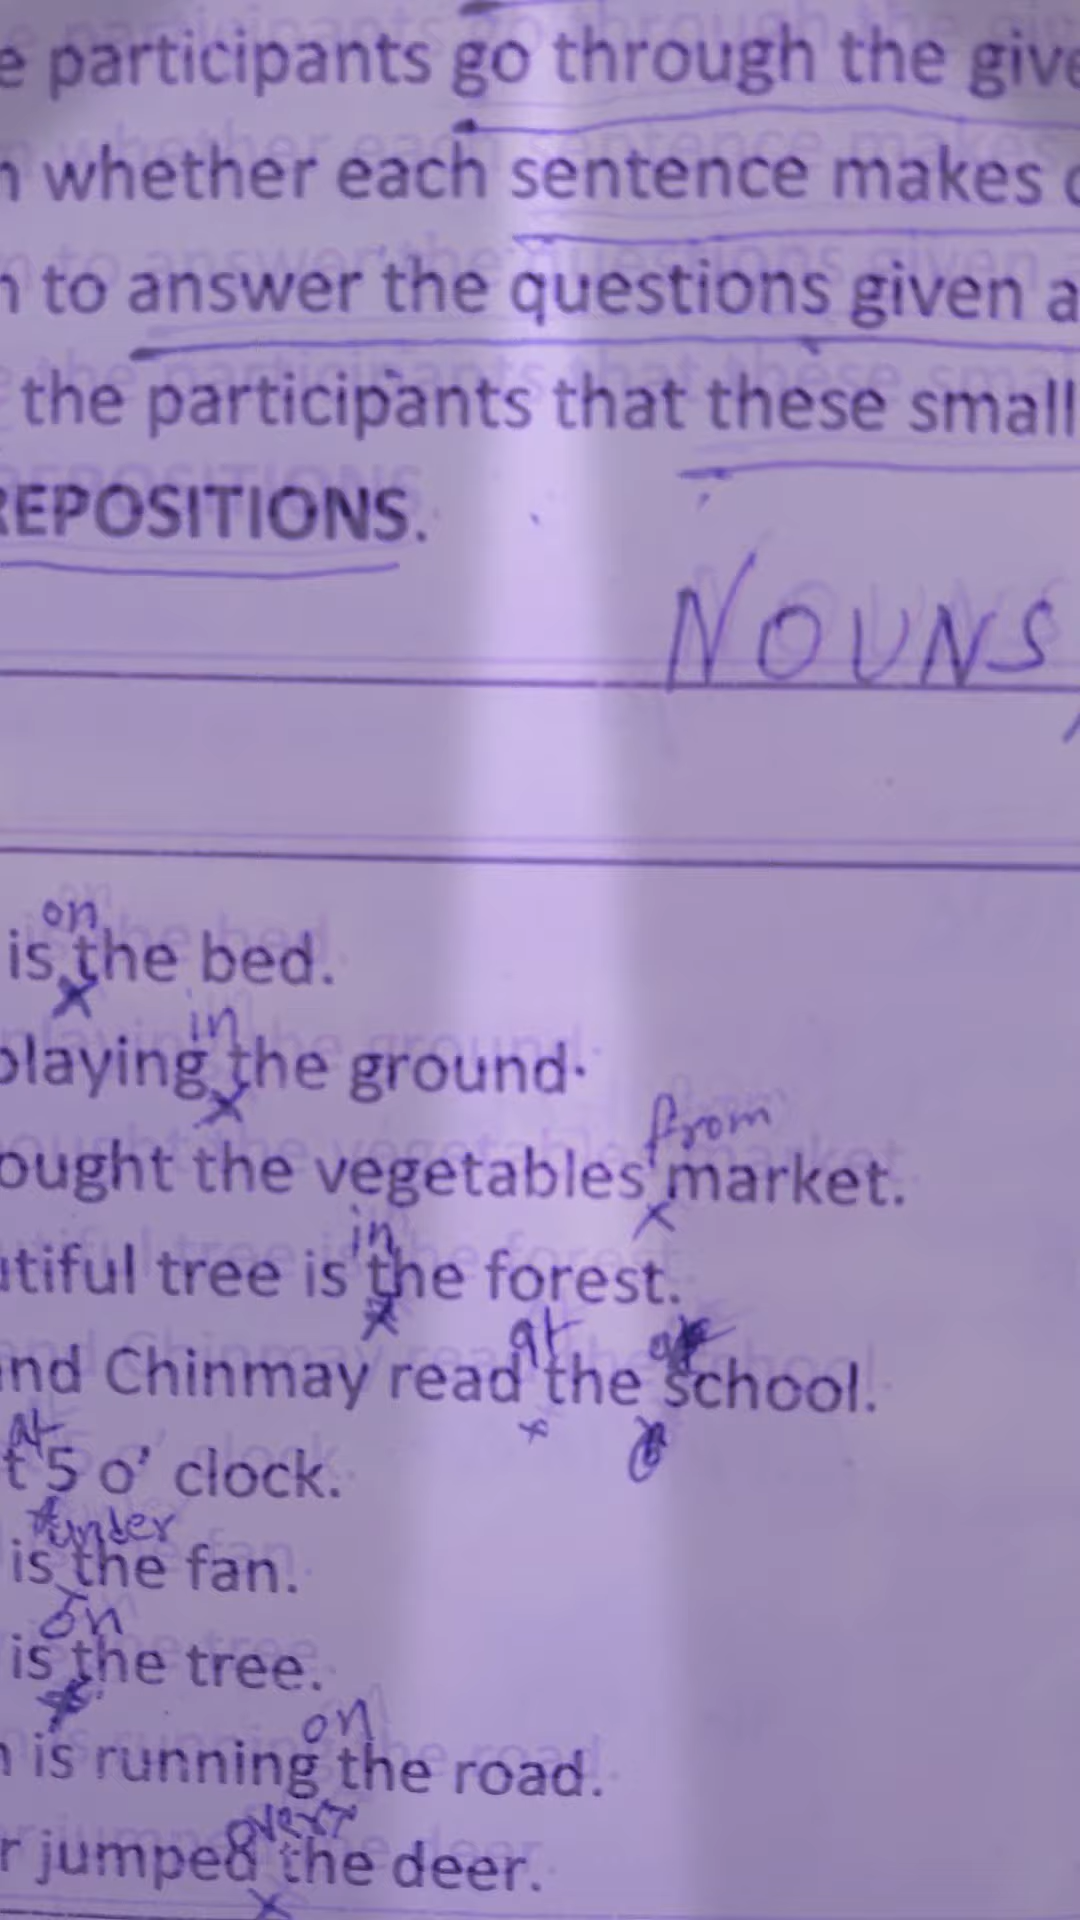 participants go through the give
whether each sentence makes
to answer the questions given a
the participants that these small
REPOSITIONS.
NOUNS
on
is the bed.
in
playing the ground.
from
ought the vegetables market.
in
utiful tree is the forest.
at
and Chinmay read the school.
at
t 5 o' clock.
under
is the fan.
on
is the tree.
on
is running the road.
over
r jumped the deer.